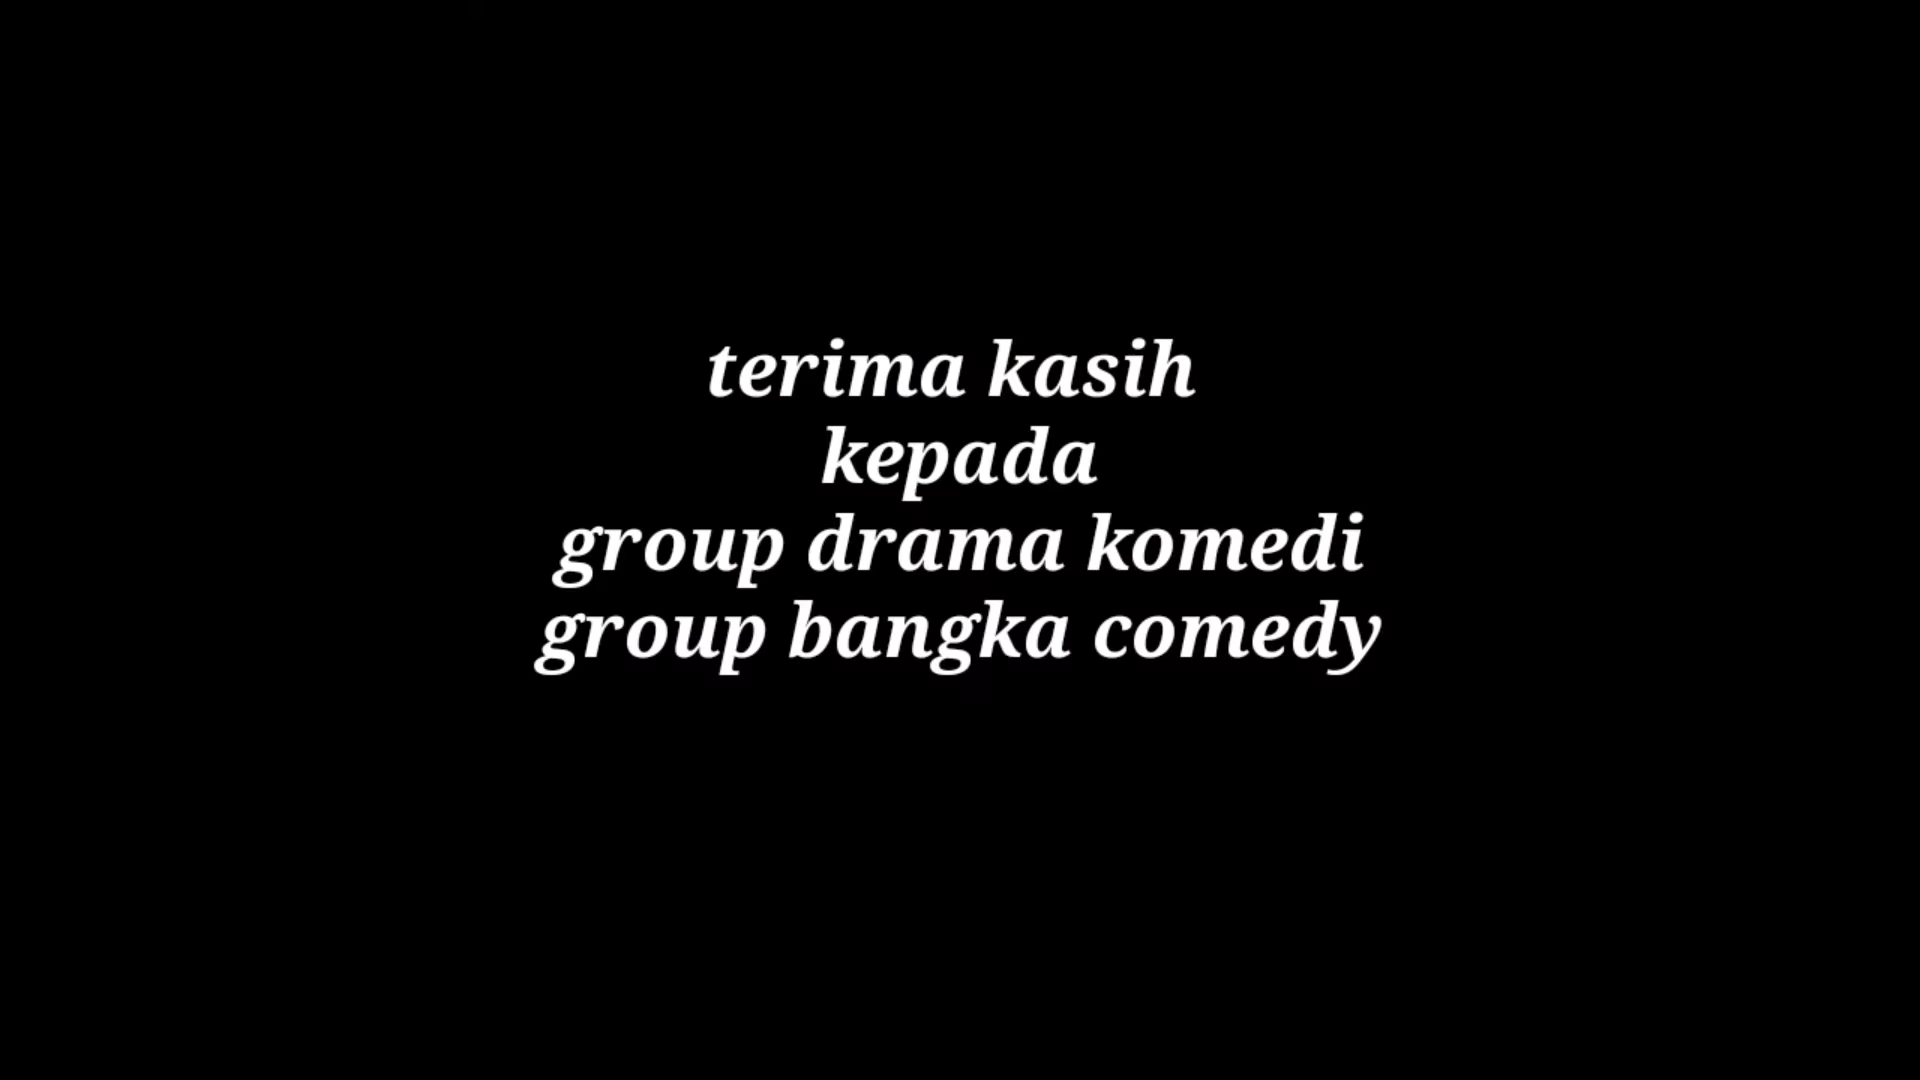 terima kasih
kepada
group drama komedi
group bangka comedy